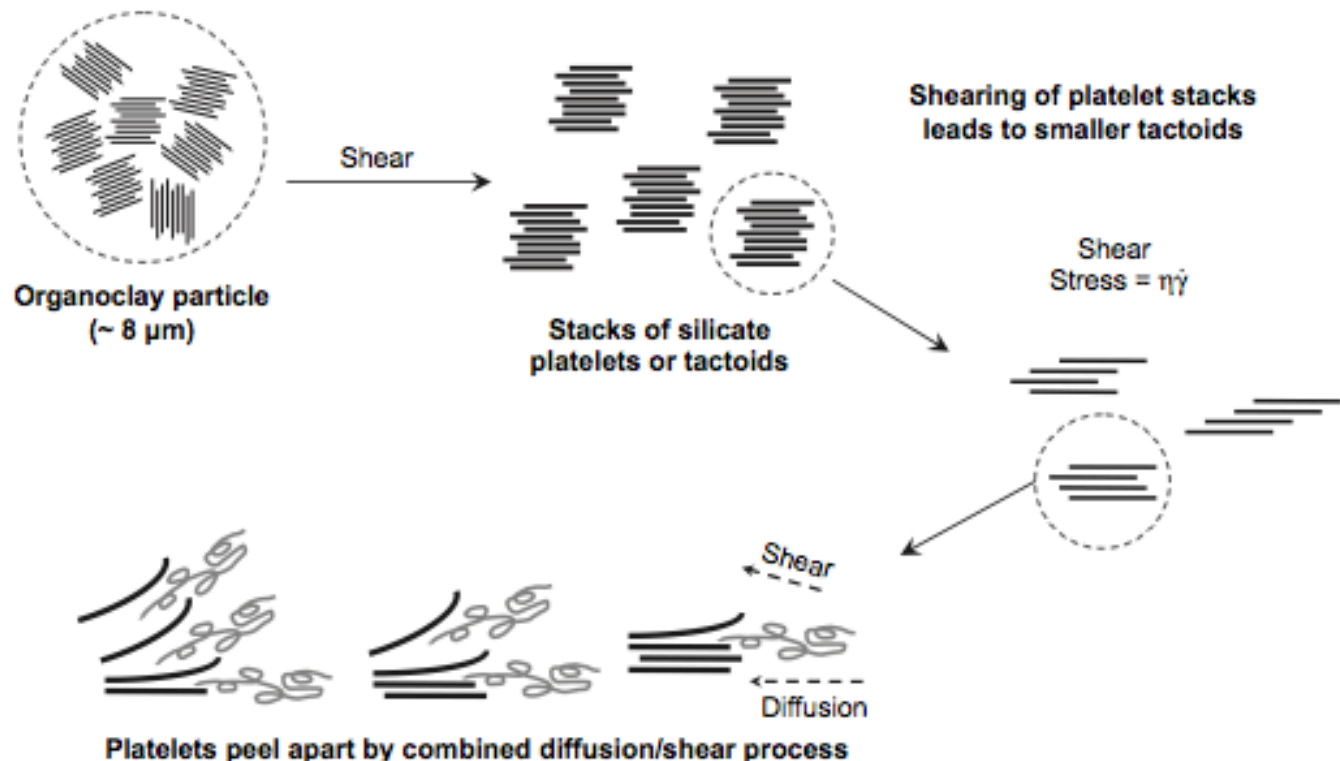 Shearing of platelet stacks
leads to smaller tactoids
Shear
Organoclay particle
(~ 8 μm)
Stacks of silicate
platelets or tactoids
Shear
Stress = ηγ̇
Shear
Diffusion
Platelets peel apart by combined diffusion/shear process